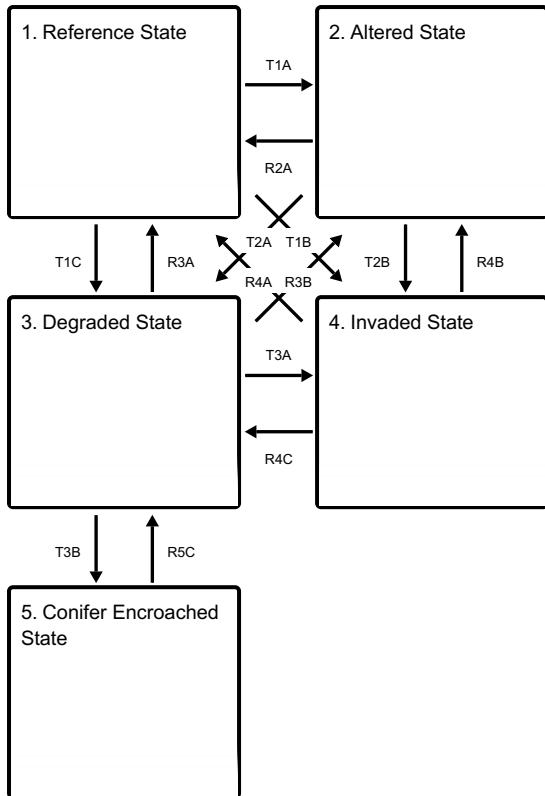 1. Reference State
2. Altered State
T1A
R2A
T1C
R3A
T2A
T1B
T2B
R4B
R4A
R3B
3. Degraded State
4. Invaded State
T3A
R4C
T3B
R5C
5. Conifer Encroached
State